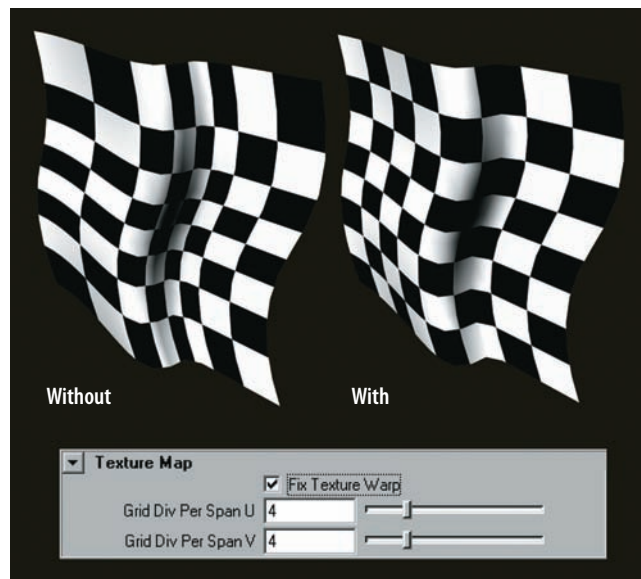 Without
With
Texture Map
Fix Texture Warp
Grid Div Per Span U 4
Grid Div Per Span V 4